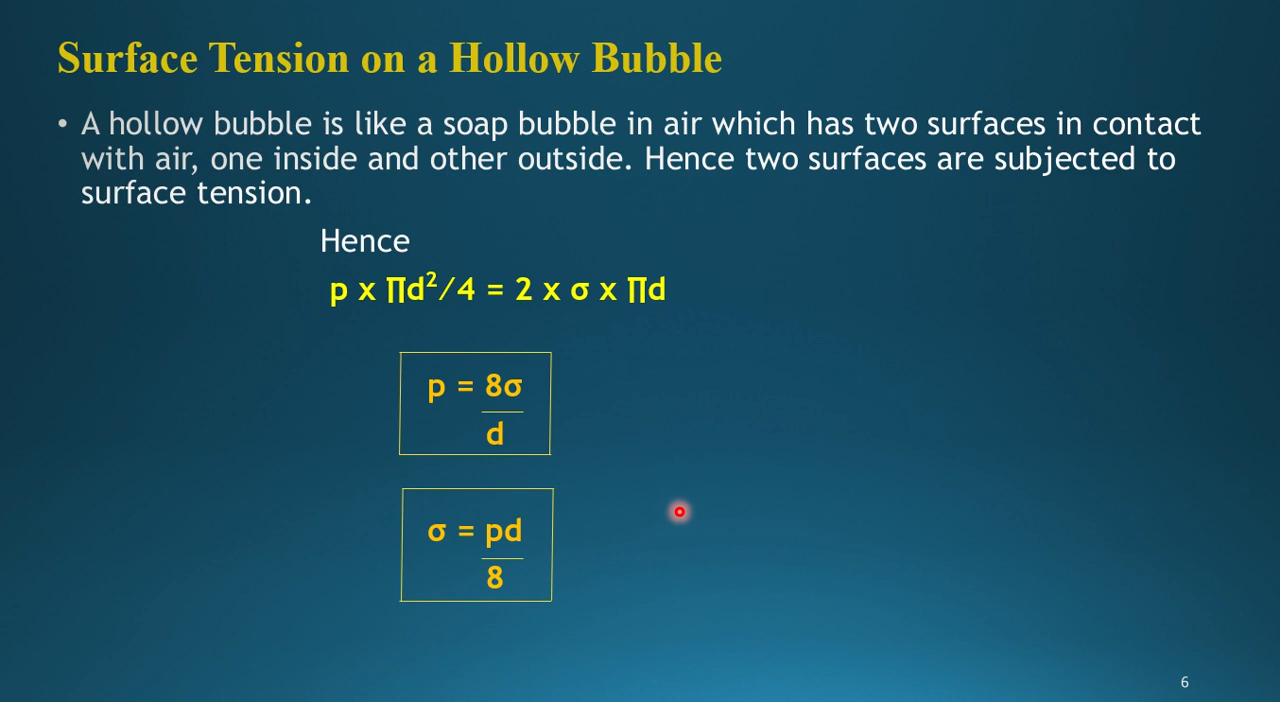 Surface Tension on a Hollow Bubble
• A hollow bubble is like a soap bubble in air which has two surfaces in contact
with air, one inside and other outside. Hence two surfaces are subjected to
surface tension.
Hence
p x ∏d²/4 = 2 x σ x ∏d
p = 8σ
d
σ = pd
8
6